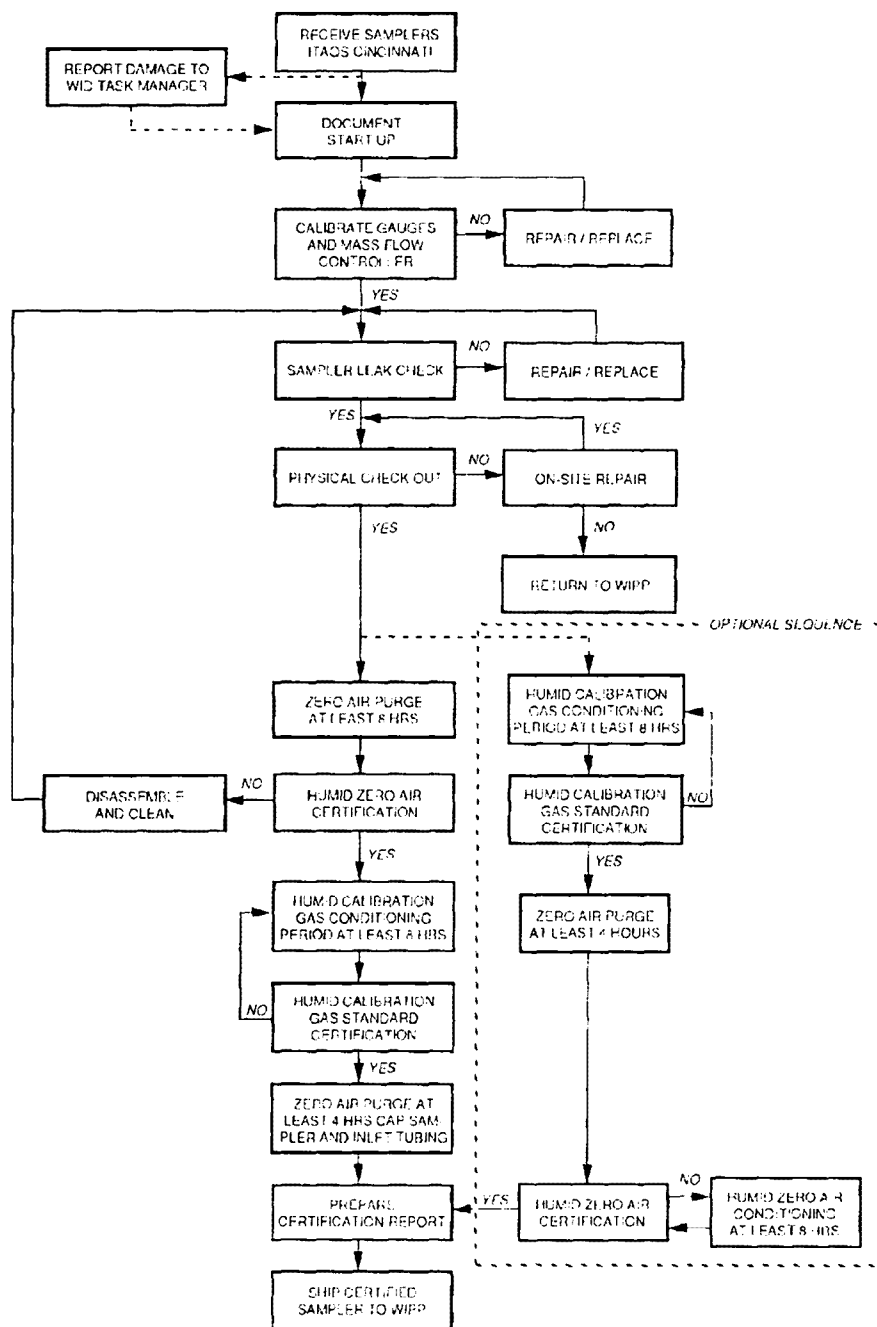 RECEIVE SAMPLERS
ITAQS CINCINNATI
REPORT DAMAGE TO
WID TASK MANAGER
DOCUMENT
START UP
CALIBRATE GAUGES
AND MASS FLOW
CONTROLLER
NO
REPAIR / REPLACE
YES
SAMPLER LEAK CHECK
NO
REPAIR / REPLACE
YES
YES
PHYSICAL CHECK OUT
NO
ON-SITE REPAIR
YES
NO
RETURN TO WIPP
OPTIONAL SEQUENCE
ZERO AIR PURGE
AT LEAST 8 HRS
HUMID CALIBRATION
GAS CONDITIONING
PERIOD AT LEAST 8 HRS
DISASSEMBLE
AND CLEAN
NO
HUMID ZERO AIR
CERTIFICATION
HUMID CALIBRATION
GAS STANDARD
CERTIFICATION
NO
YES
YES
HUMID CALIBRATION
GAS CONDITIONING
PERIOD AT LEAST 8 HRS
ZERO AIR PURGE
AT LEAST 4 HOURS
NO
HUMID CALIBRATION
GAS STANDARD
CERTIFICATION
YES
ZERO AIR PURGE AT
LEAST 4 HRS CAP SAM-
PLER AND INLET TUBING
PREPARE
CERTIFICATION REPORT
YES
HUMID ZERO AIR
CERTIFICATION
NO
HUMID ZERO AIR
CONDITIONING
AT LEAST 8 HRS
SHIP CERTIFIED
SAMPLER TO WIPP